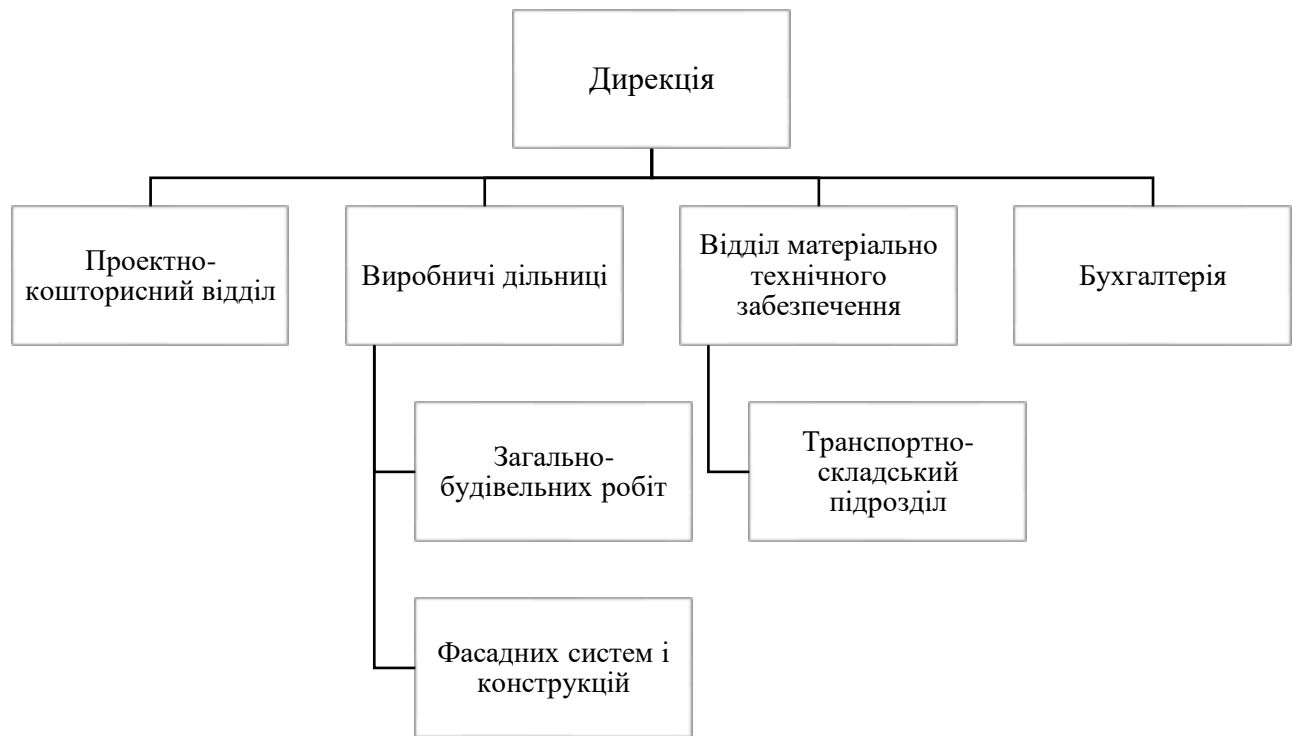 Дирекція
Проектно-
кошторисний відділ
Виробничі дільниці
Відділ матеріально
технічного
забезпечення
Бухгалтерія
Загально-
будівельних робіт
Транспортно-
складський
підрозділ
Фасадних систем і
конструкцій